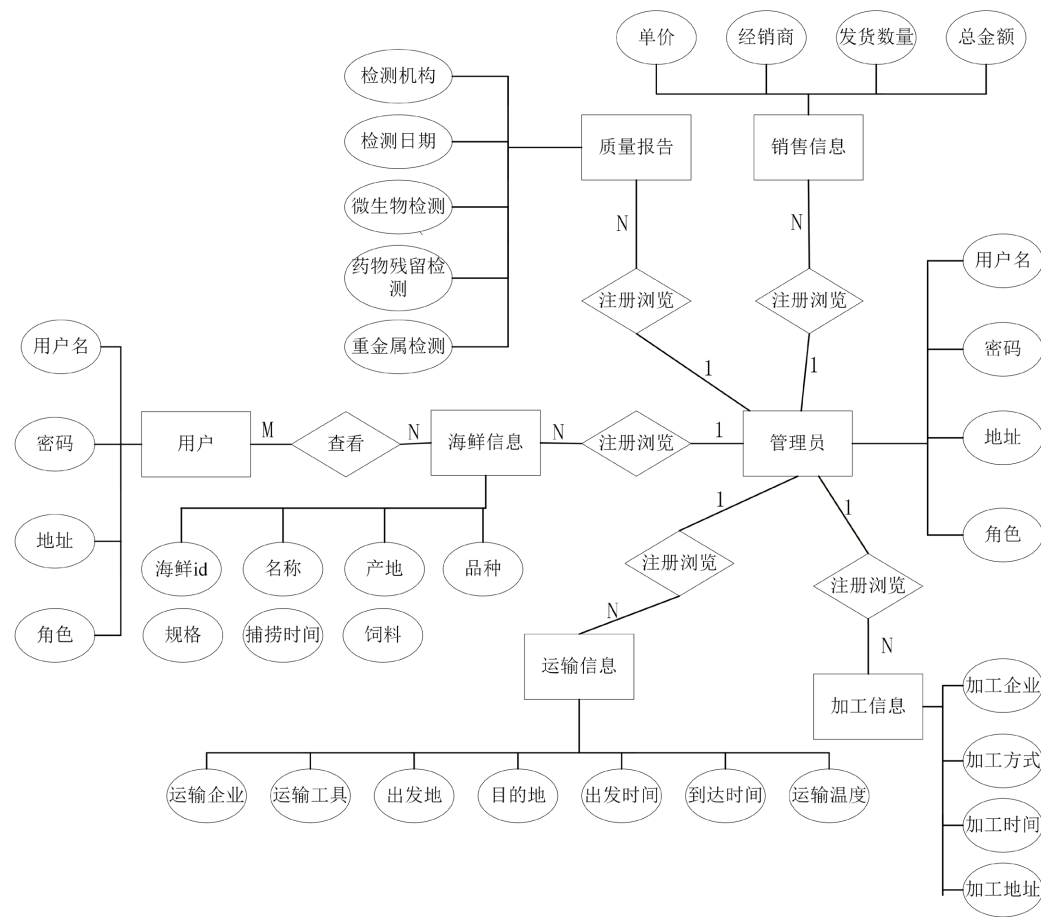 单价
经销商
发货数量
总金额
检测机构
质量报告
销售信息
检测日期
微生物检测
N
N
药物残留检
测
注册浏览
注册浏览
用户名
用户名
重金属检测
密码
1
1
密码
用户
M
查看
N
海鲜信息
N
注册浏览
1
管理员
地址
1
1
地址
海鲜id
名称
产地
品种
注册浏览
注册浏览
角色
角色
规格
捕捞时间
饲料
N
N
运输信息
加工信息
加工企业
加工方式
运输企业
运输工具
出发地
目的地
出发时间
到达时间
运输温度
加工时间
加工地址